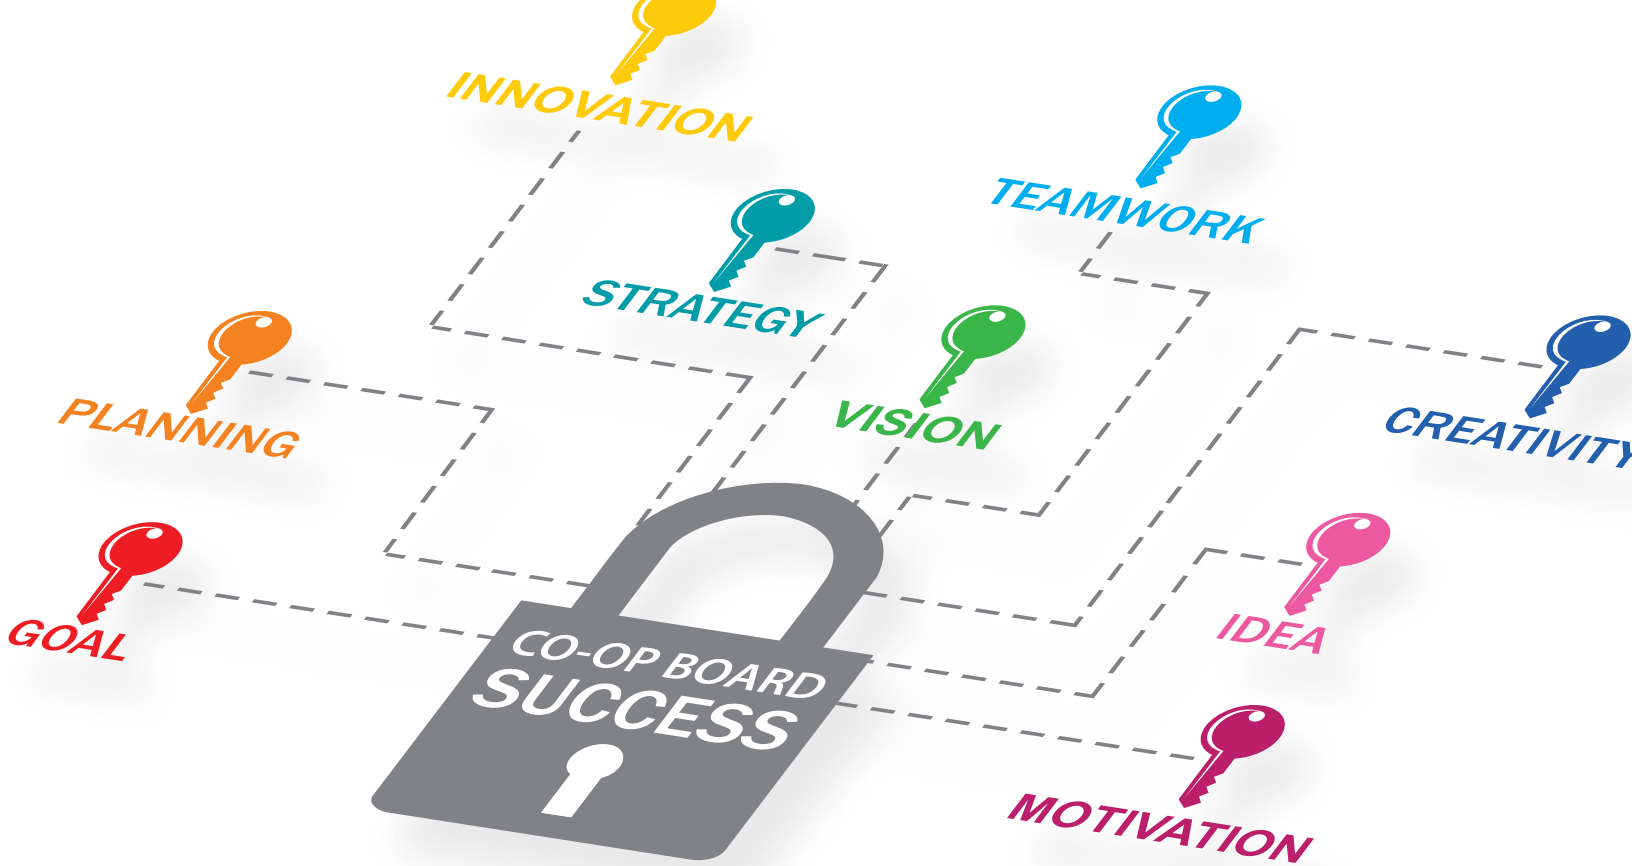 INNOVATION
TEAMWORK
STRATEGY
PLANNING
VISION
CREATIVITY
GOAL
IDEA
CO-OP BOARD
SUCCESS
MOTIVATION